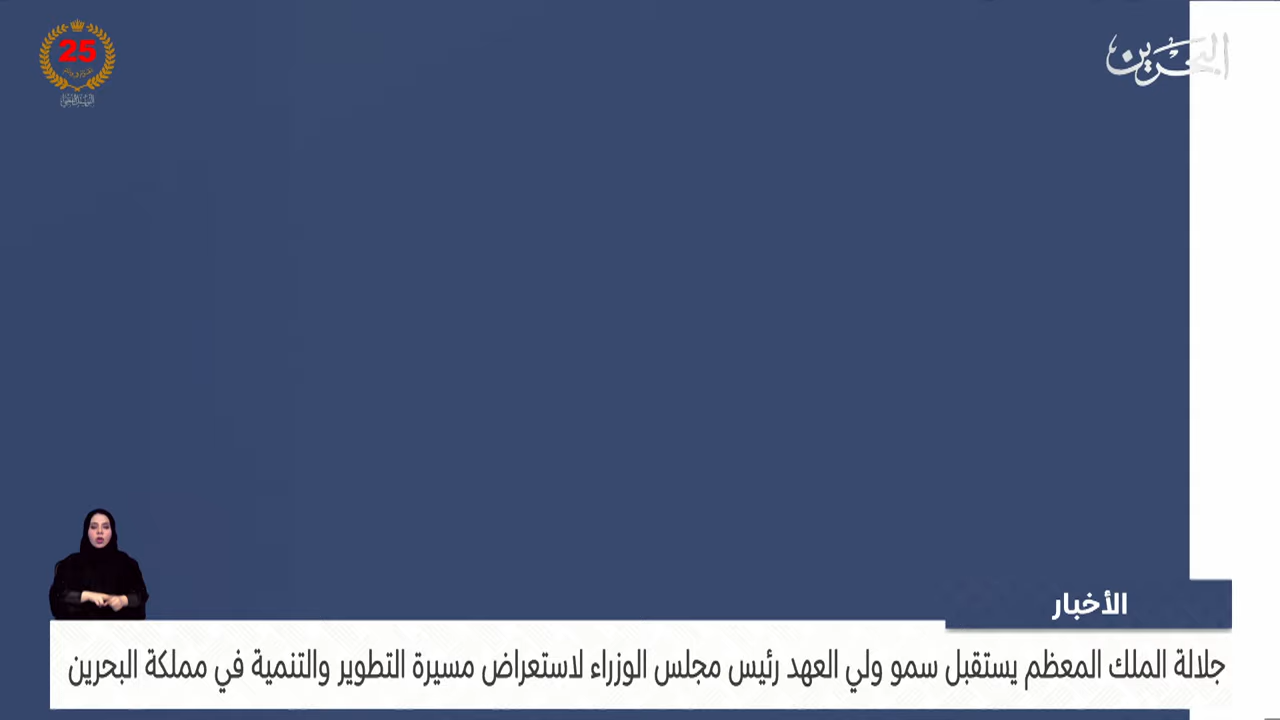 25
البحرين
الأخبار
جلالة الملك المعظم يستقبل سمو ولي العهد رئيس مجلس الوزراء لاستعراض مسيرة التطوير والتنمية في مملكة البحرين